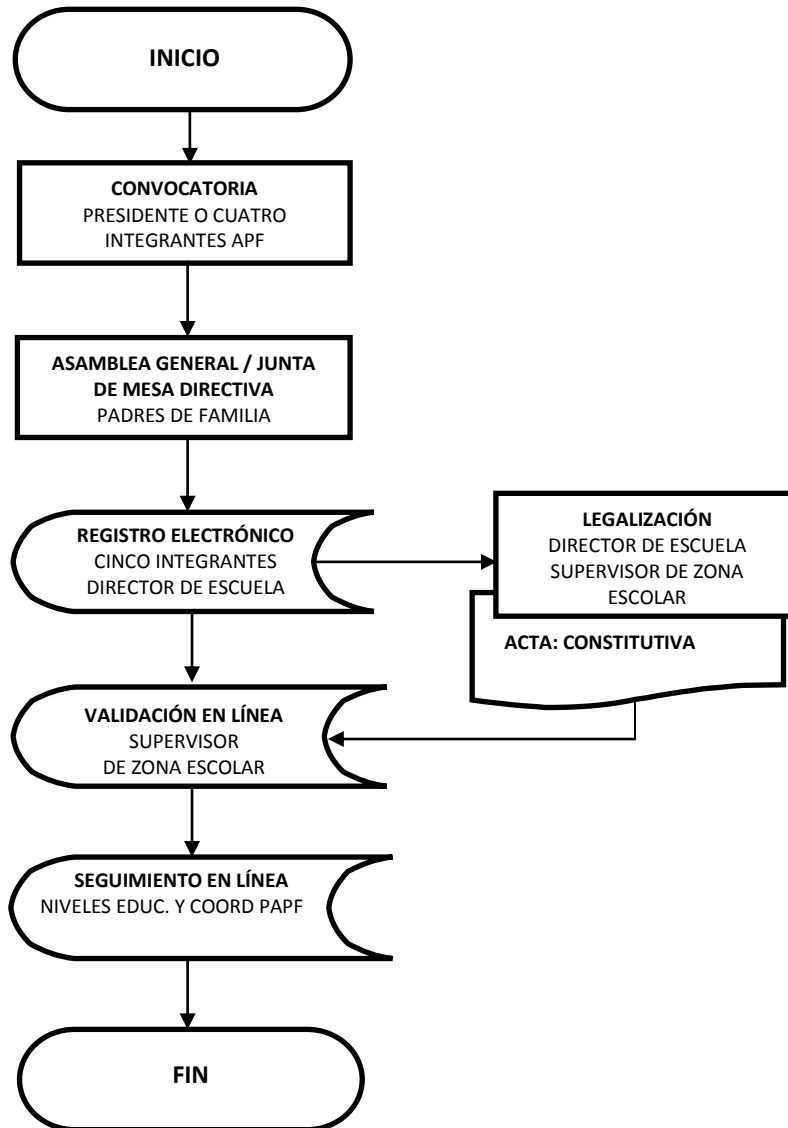 INICIO
CONVOCATORIA
PRESIDENTE O CUATRO
INTEGRANTES APF
ASAMBLEA GENERAL / JUNTA
DE MESA DIRECTIVA
PADRES DE FAMILIA
REGISTRO ELECTRÓNICO
CINCO INTEGRANTES
DIRECTOR DE ESCUELA
LEGALIZACIÓN
DIRECTOR DE ESCUELA
SUPERVISOR DE ZONA
ESCOLAR
ACTA: CONSTITUTIVA
VALIDACIÓN EN LÍNEA
SUPERVISOR
DE ZONA ESCOLAR
SEGUIMIENTO EN LÍNEA
NIVELES EDUC. Y COORD PAPF
FIN